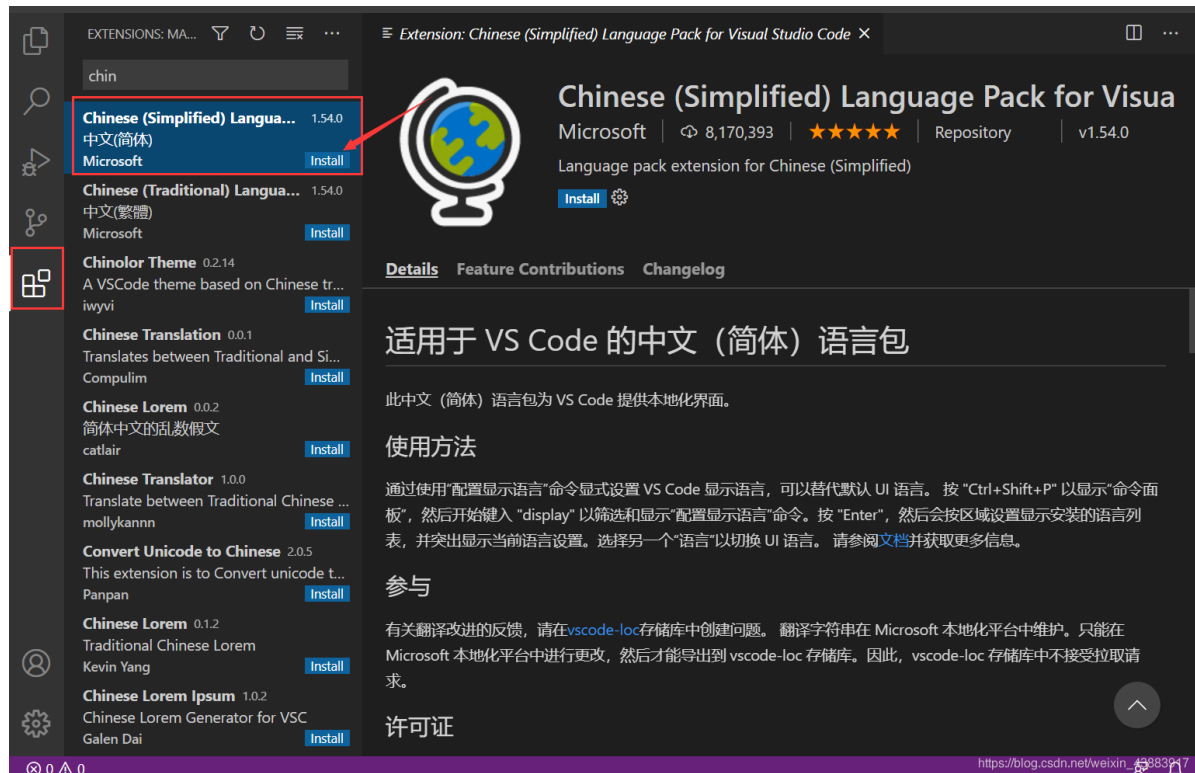 EXTENSIONS: MA...
chin
Chinese (Simplified) Langua... 1.54.0
中文(简体)
Microsoft Install
Chinese (Traditional) Langua... 1.54.0
中文(繁體)
Microsoft Install
Chinolor Theme 0.2.14
A VSCode theme based on Chinese tr...
iwyvi Install
Chinese Translation 0.0.1
Translates between Traditional and Si...
Compulim Install
Chinese Lorem 0.0.2
简体中文的乱数假文
catlair Install
Chinese Translator 1.0.0
Translate between Traditional Chinese ...
mollykannn Install
Convert Unicode to Chinese 2.0.5
This extension is to Convert unicode t...
Panpan Install
Chinese Lorem 0.1.2
Traditional Chinese Lorem
Kevin Yang Install
Chinese Lorem Ipsum 1.0.2
Chinese Lorem Generator for VSC
Galen Dai Install
Extension: Chinese (Simplified) Language Pack for Visual Studio Code
Chinese (Simplified) Language Pack for Visua
Microsoft 8,170,393 Repository v1.54.0
Language pack extension for Chinese (Simplified)
Install
Details Feature Contributions Changelog
适用于 VS Code 的中文（简体）语言包
此中文（简体）语言包为 VS Code 提供本地化界面。
使用方法
通过使用“配置显示语言”命令显式设置 VS Code 显示语言，可以替代默认 UI 语言。 按 "Ctrl+Shift+P" 以显示“命令面
板”，然后开始键入 "display" 以筛选和显示“配置显示语言”命令。按 "Enter"，然后会按区域设置显示安装的语言列
表，并突出显示当前语言设置。选择另一个“语言”以切换 UI 语言。 请参阅文档并获取更多信息。
参与
有关翻译改进的反馈，请在vscode-loc存储库中创建问题。 翻译字符串在 Microsoft 本地化平台中维护。只能在
Microsoft 本地化平台中进行更改，然后才能导出到 vscode-loc 存储库。因此，vscode-loc 存储库中不接受拉取请
求。
许可证
0 0
https://blog.csdn.net/weixin_43883917